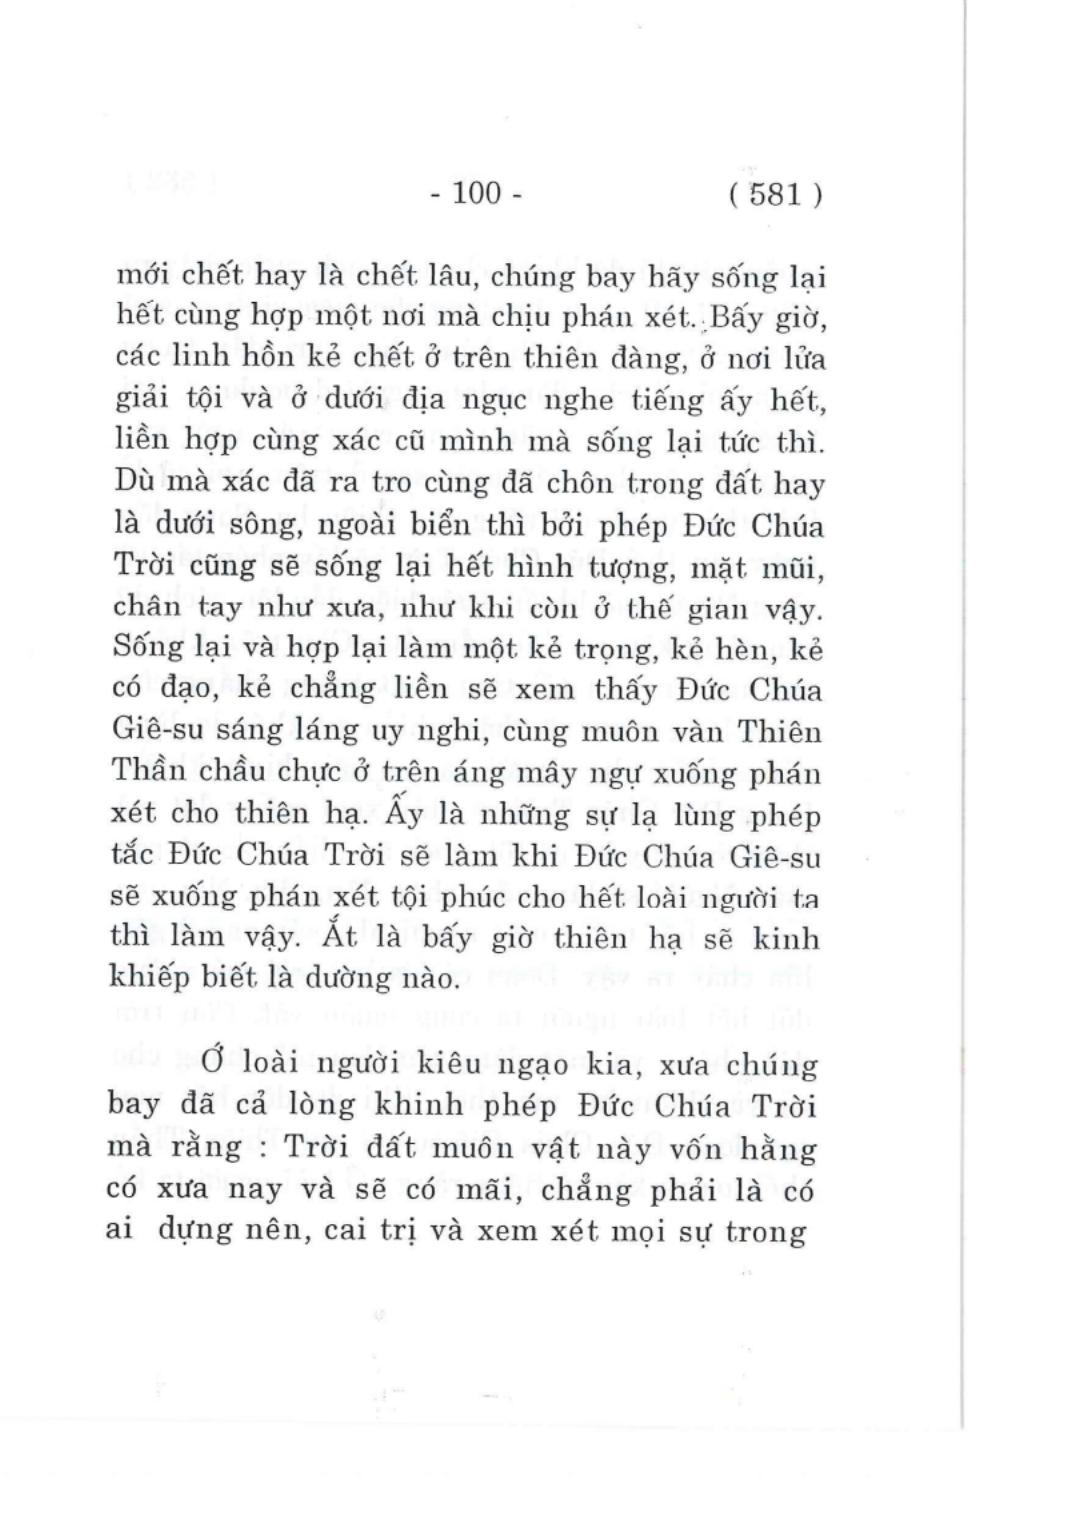 - 100 - ( 581 )
mới chết hay là chết lâu, chúng bay hãy sống lại
hết cùng hợp một nơi mà chịu phán xét. Bấy giờ,
các linh hồn kẻ chết ở trên thiên đàng, ở nơi lửa
giải tội và ở dưới địa ngục nghe tiếng ấy hết,
liền hợp cùng xác cũ mình mà sống lại tức thì.
Dù mà xác đã ra tro cùng đã chôn trong đất hay
là dưới sông, ngoài biển thì bởi phép Đức Chúa
Trời cũng sẽ sống lại hết hình tượng, mặt mũi,
chân tay như xưa, như khi còn ở thế gian vậy.
Sống lại và hợp lại làm một kẻ trọng, kẻ hèn, kẻ
có đạo, kẻ chẳng liền sẽ xem thấy Đức Chúa
Giê-su sáng láng uy nghi, cùng muôn vàn Thiên
Thần chầu chực ở trên áng mây ngự xuống phán
xét cho thiên hạ. Ấy là những sự lạ lùng phép
tắc Đức Chúa Trời sẽ làm khi Đức Chúa Giê-su
sẽ xuống phán xét tội phúc cho hết loài người ta
thì làm vậy. Ắt là bấy giờ thiên hạ sẽ kinh
khiếp biết là dường nào.
Ớ loài người kiêu ngạo kia, xưa chúng
bay đã cả lòng khinh phép Đức Chúa Trời
mà rằng : Trời đất muôn vật này vốn hằng
có xưa nay và sẽ có mãi, chẳng phải là có
ai dựng nên, cai trị và xem xét mọi sự trong